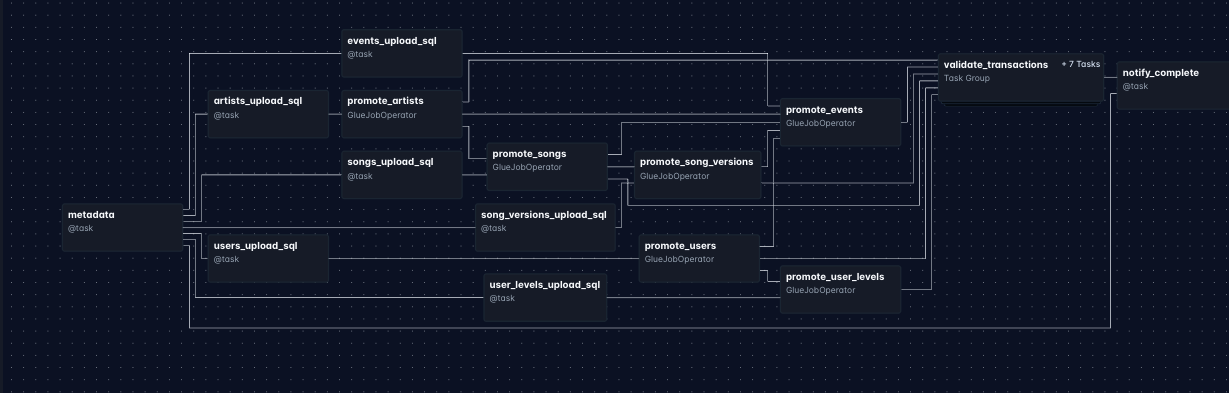 events_upload_sql
@task
artists_upload_sql
@task
promote_artists
GlueJobOperator
songs_upload_sql
@task
promote_songs
GlueJobOperator
promote_song_versions
GlueJobOperator
promote_events
GlueJobOperator
validate_transactions + 7 Tasks
Task Group
notify_complete
@task
metadata
@task
song_versions_upload_sql
@task
users_upload_sql
@task
promote_users
GlueJobOperator
user_levels_upload_sql
@task
promote_user_levels
GlueJobOperator